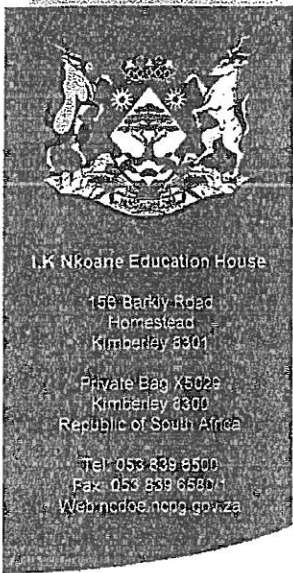 I.K Nkoane Education House
156 Barkly Road
Homestead
Kimberley 8301
Private Bag X5029
Kimberley 8300
Republic of South Africa
Tel: 053 839 6500
Fax: 053 839 6580/1
Web:ncdoe.ncpg.gov.za